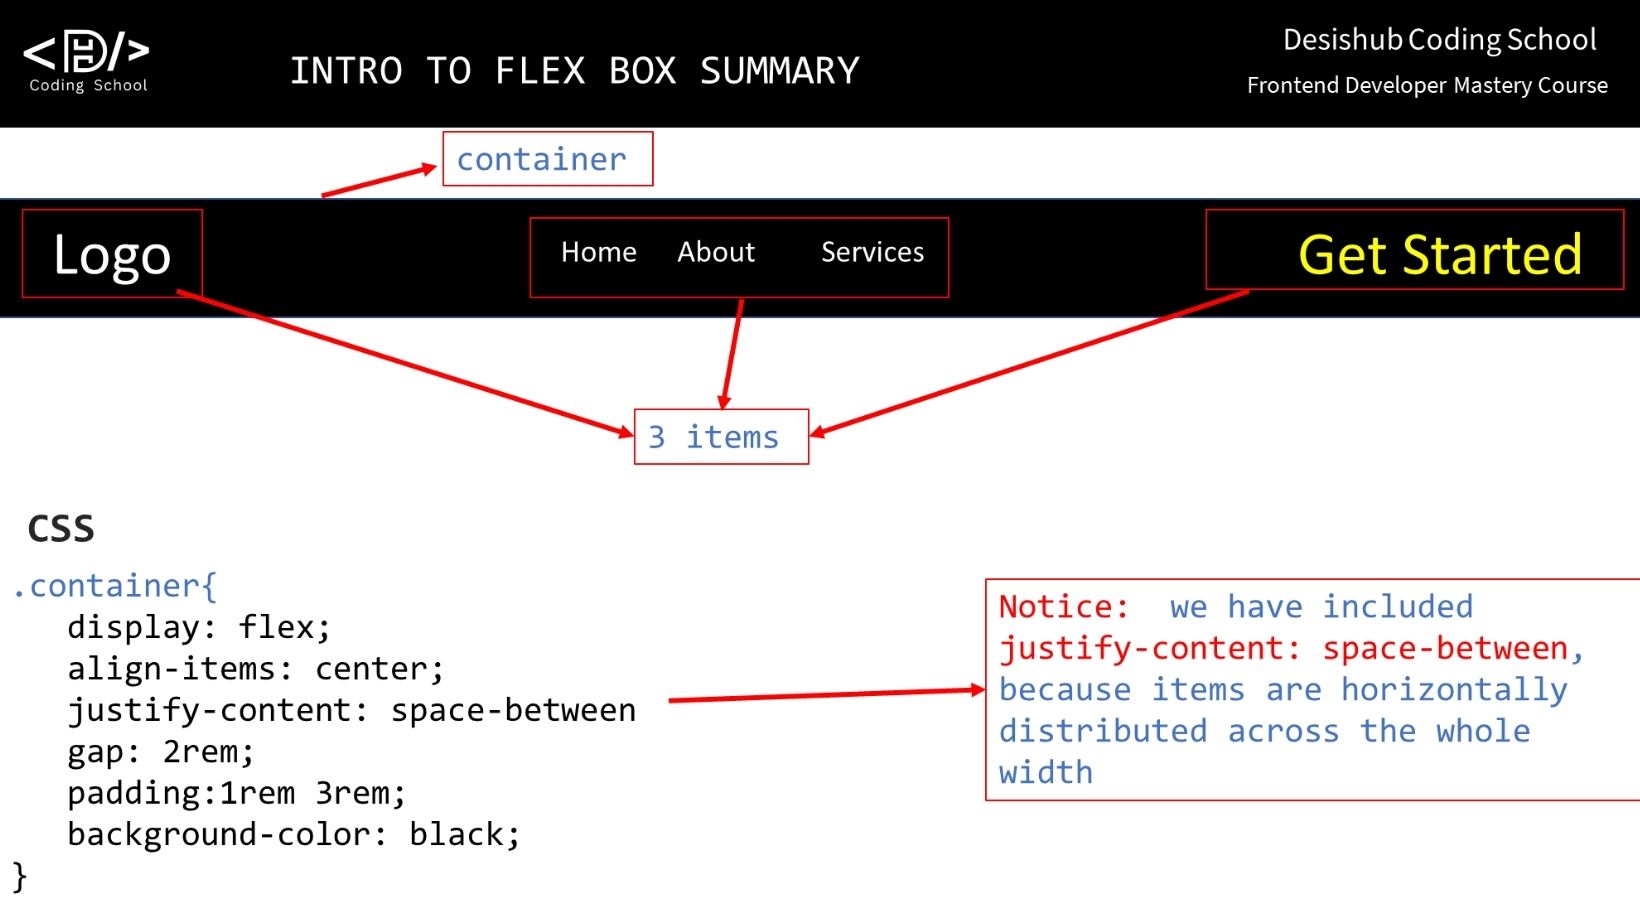 <DH/>
Coding School
INTRO TO FLEX BOX SUMMARY
Desishub Coding School
Frontend Developer Mastery Course
container
Logo
Home About Services
Get Started
3 items
CSS
.container{
display: flex;
align-items: center;
justify-content: space-between
gap: 2rem;
padding:1rem 3rem;
background-color: black;
}
Notice: we have included
justify-content: space-between,
because items are horizontally
distributed across the whole
width